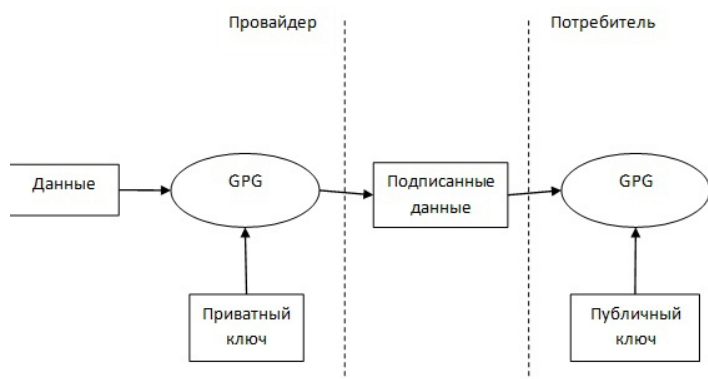 Провайдер
Потребитель
Данные
GPG
Подписанные
данные
GPG
Приватный
ключ
Публичный
ключ